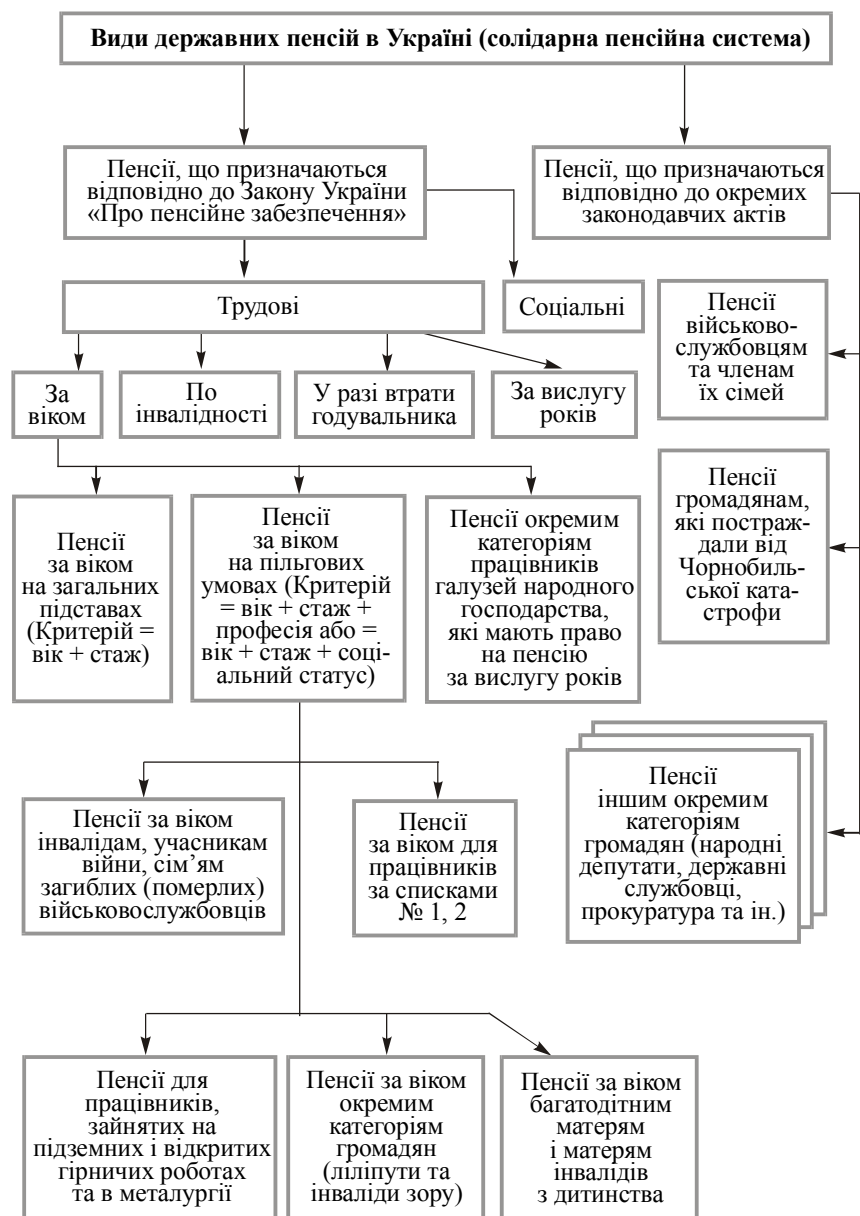 Види державних пенсій в Україні (солідарна пенсійна система)
Пенсії, що призначаються
відповідно до Закону України
«Про пенсійне забезпечення»
Пенсії, що призначаються
відповідно до окремих
законодавчих актів
Трудові
Соціальні
Пенсії
військово-
службовцям
та членам
їх сімей
За
віком
По
інвалідності
У разі втрати
годувальника
За вислугу
років
Пенсії
громадянам,
які постраж-
дали від
Чорнобиль-
ської ката-
строфи
Пенсії
за віком
на загальних
підставах
(Критерій =
вік + стаж)
Пенсії
за віком
на пільгових
умовах (Критерій
= вік + стаж +
професія або =
вік + стаж + соці-
альний статус)
Пенсії окремим
категоріям
працівників
галузей народного
господарства,
які мають право
на пенсію
за вислугу років
Пенсії за віком
інвалідам, учасникам
війни, сім’ям
загиблих (померлих)
військовослужбовців
Пенсії
за віком для
працівників
за списками
№ 1, 2
Пенсії
іншим окремим
категоріям
громадян (народні
депутати, державні
службовці,
прокуратура та ін.)
Пенсії для
працівників,
зайнятих на
підземних і відкритих
гірничих роботах
та в металургії
Пенсії за віком
окремим
категоріям
громадян
(ліліпути та
інваліди зору)
Пенсії за віком
багатодітним
матерям
і матерям
інвалідів
з дитинства